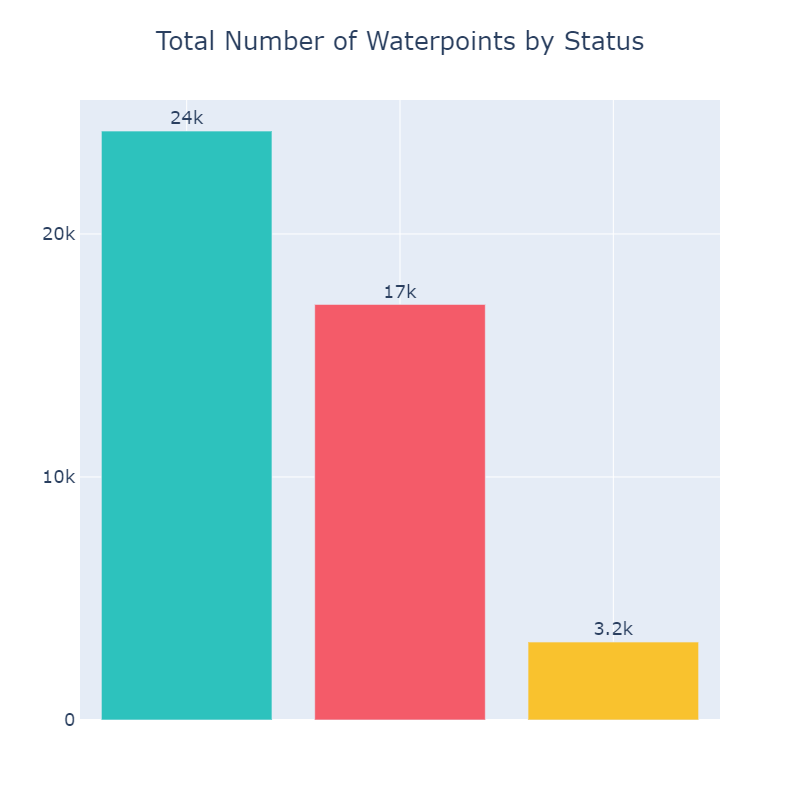 Total Number of Waterpoints by Status
24k
20k
17k
10k
3.2k
0